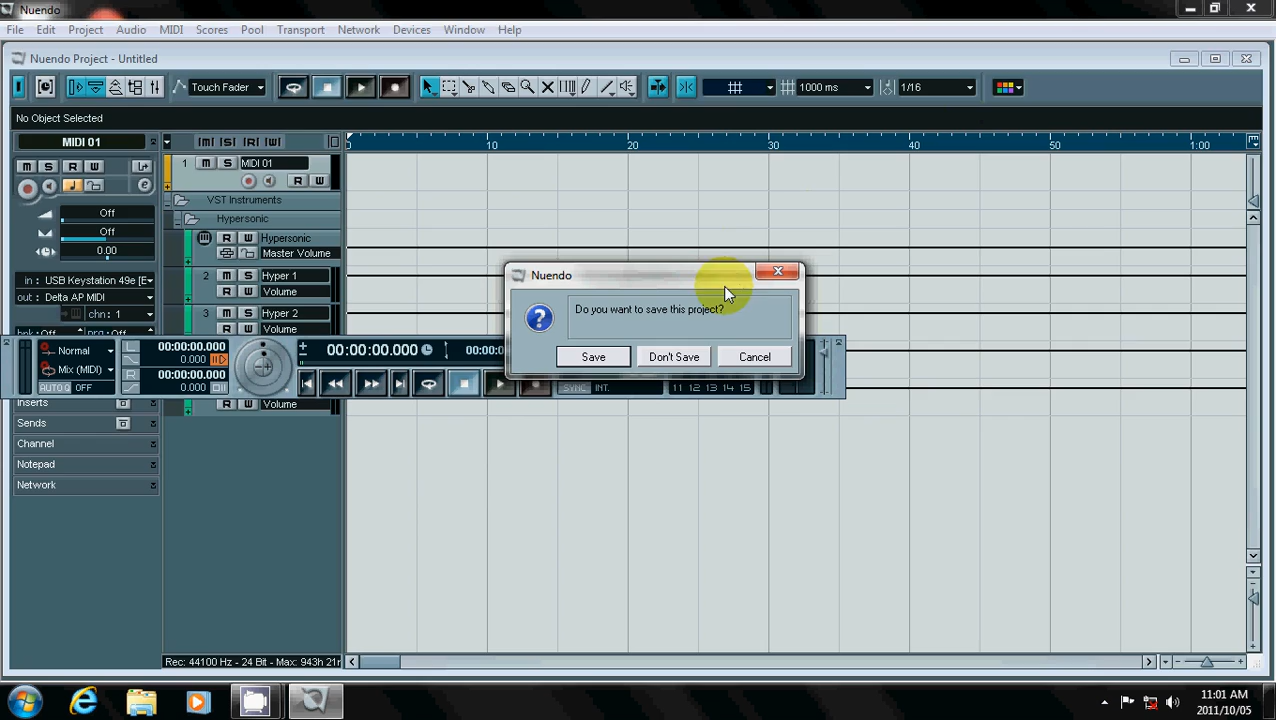 Nuendo
File Edit Project Audio MIDI Scores Pool Transport Network Devices Window Help
Nuendo Project - Untitled
Touch Fader 1000 ms 1/16
No Object Selected
MIDI 01
M S R W
Off
Off
0.00
in : USB Keystation 49e [E
out : Delta AP MIDI
chn : 1
Inserts
Sends
Channel
Notepad
Network
[M] [S] [R] [W]
1 M S MIDI 01
R W
VST Instruments
Hypersonic
R W Hypersonic
Master Volume
2 M S Hyper 1
R W Volume
3 M S Hyper 2
R W Volume
R W Volume
0 10 20 30 40 50 1:00
Nuendo
Do you want to save this project?
Save Don't Save Cancel
Normal
Mix (MIDI)
AUTO Q OFF
L 00:00:00.000
0.000
R 00:00:00.000
0.000
00:00:00.000
SYNC INT.
11 12 13 14 15
Rec: 44100 Hz - 24 Bit - Max: 943h 21
11:01 AM
2011/10/05